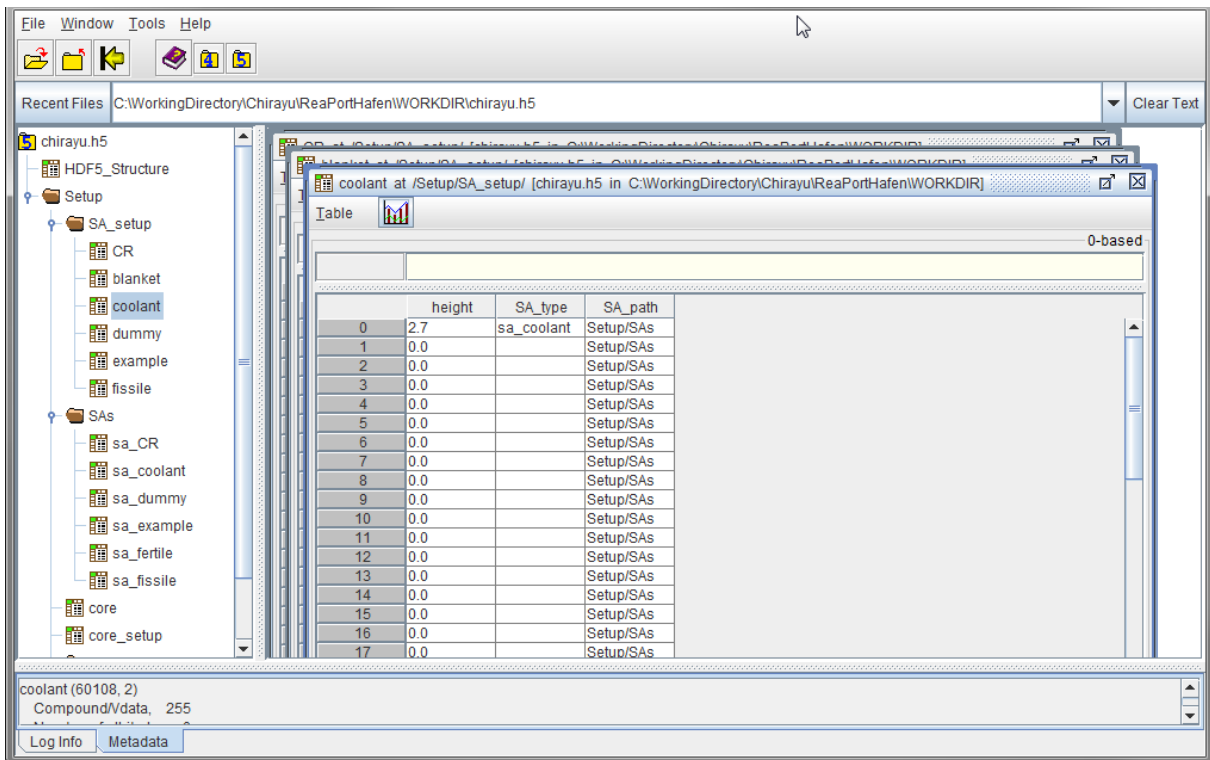 File Window Tools Help
4 5
Recent Files C:\WorkingDirectory\Chirayu\ReaPortHafen\WORKDIR\chirayu.h5 Clear Text
5 chirayu.h5
HDF5_Structure
Setup
SA_setup
CR
blanket
coolant
dummy
example
fissile
SAs
sa_CR
sa_coolant
sa_dummy
sa_example
sa_fertile
sa_fissile
core
core_setup
coolant at /Setup/SA_setup/ [chirayu.h5 in C:\WorkingDirectory\Chirayu\ReaPortHafen\WORKDIR]
Table
0-based
height SA_type SA_path
0 2.7 sa_coolant Setup/SAs
1 0.0 Setup/SAs
2 0.0 Setup/SAs
3 0.0 Setup/SAs
4 0.0 Setup/SAs
5 0.0 Setup/SAs
6 0.0 Setup/SAs
7 0.0 Setup/SAs
8 0.0 Setup/SAs
9 0.0 Setup/SAs
10 0.0 Setup/SAs
11 0.0 Setup/SAs
12 0.0 Setup/SAs
13 0.0 Setup/SAs
14 0.0 Setup/SAs
15 0.0 Setup/SAs
16 0.0 Setup/SAs
17 0.0 Setup/SAs
coolant (60108, 2)
Compound/Vdata, 255
Log Info Metadata